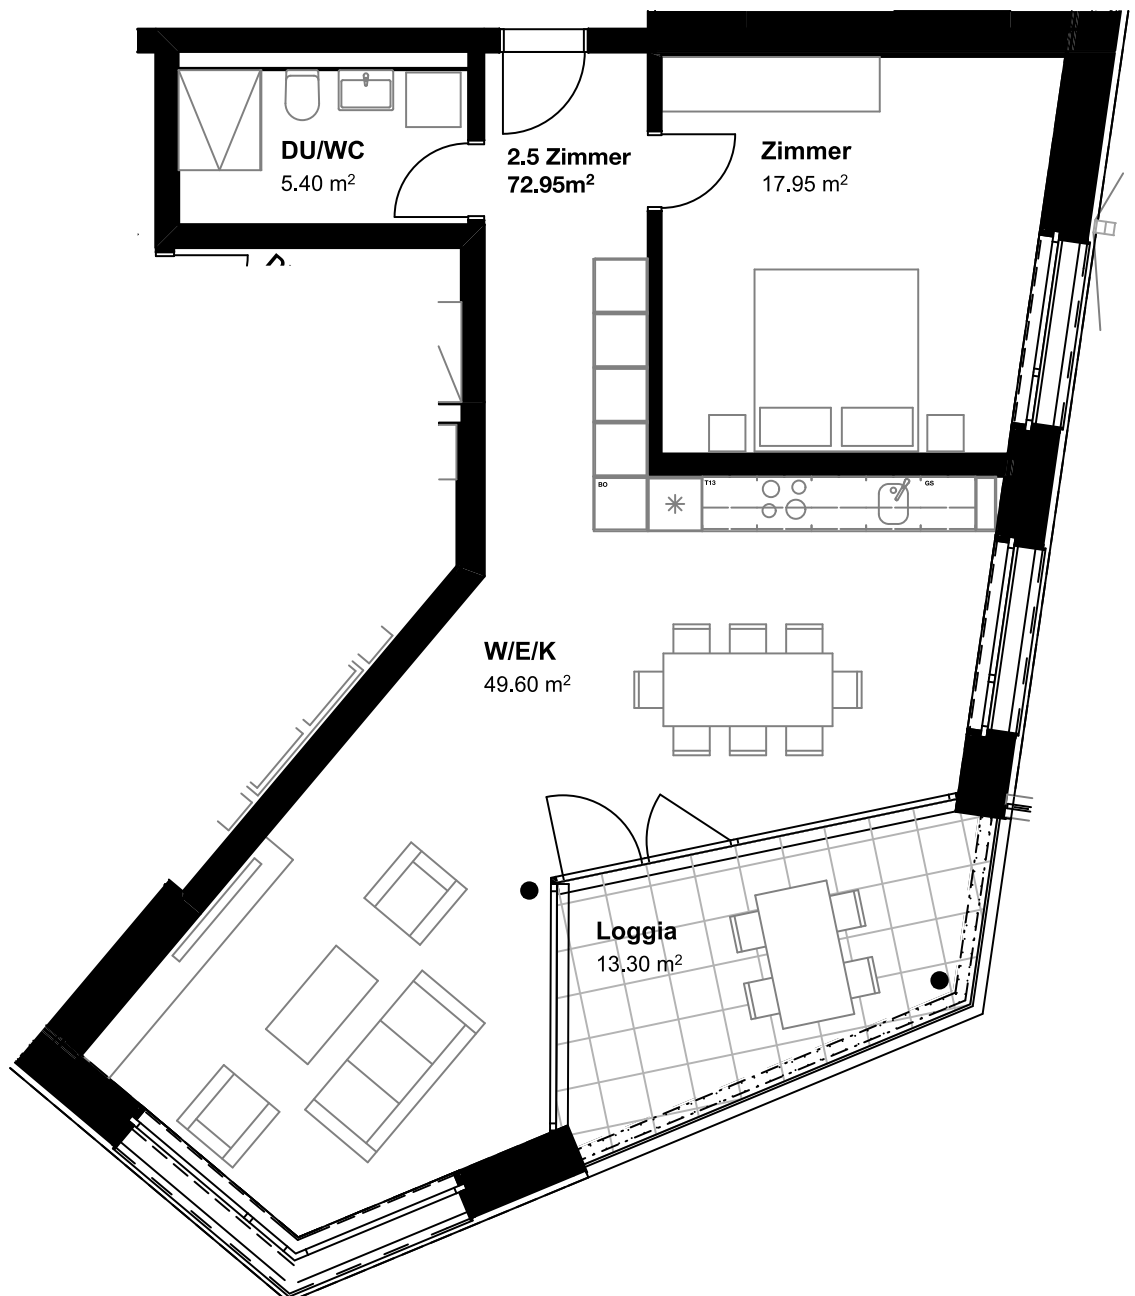 DU/WC
5.40 m²
2.5 Zimmer
72.95m²
Zimmer
17.95 m²
BO
T13
GS
W/E/K
49.60 m²
Loggia
13.30 m²